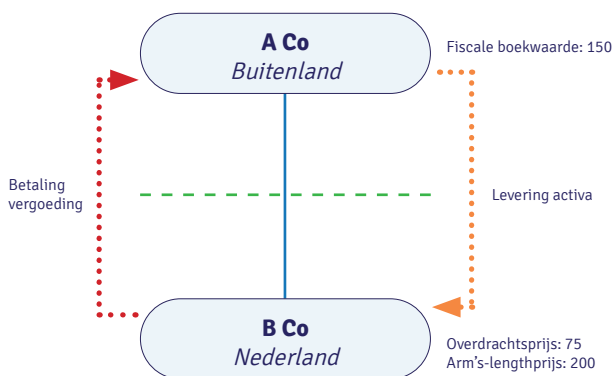 A Co
Buitenland
Fiscale boekwaarde: 150
Betaling
vergoeding
Levering activa
B Co
Nederland
Overdrachtsprijs: 75
Arm's-lengthprijs: 200